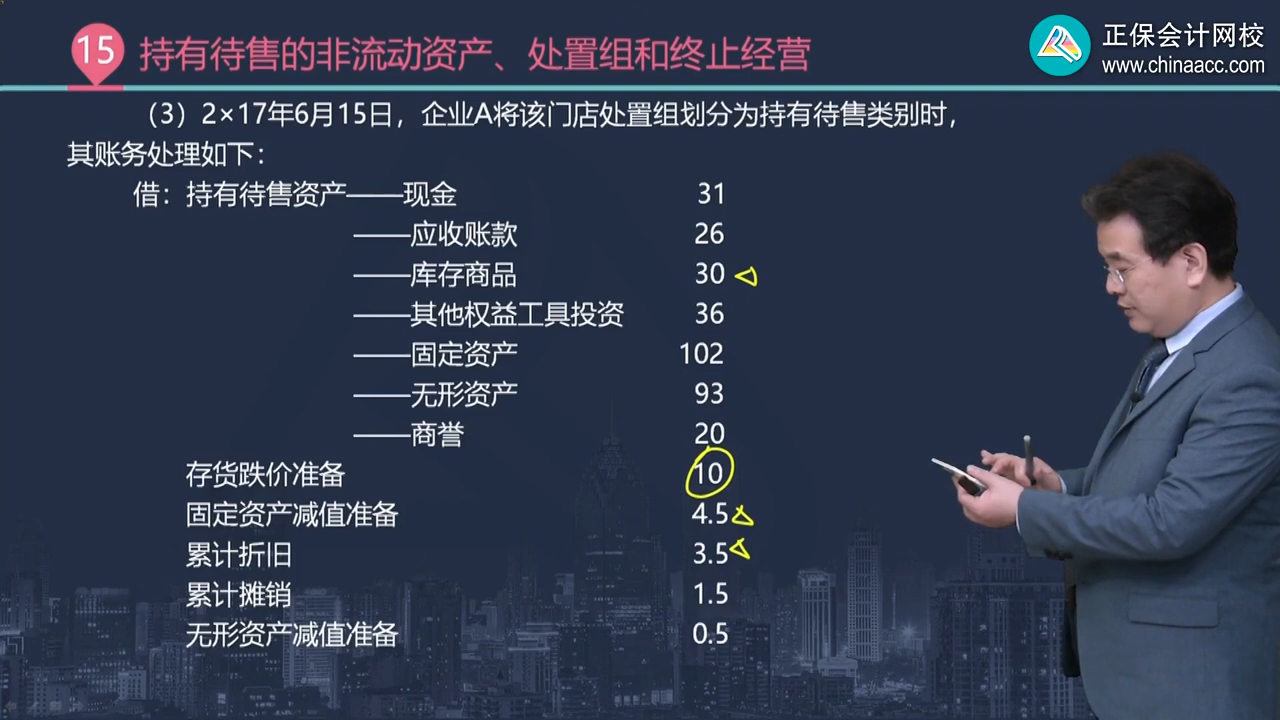 15 持有待售的非流动资产、处置组和终止经营
正保会计网校
www.chinaacc.com
（3）2×17年6月15日，企业A将该门店处置组划分为持有待售类别时，
其账务处理如下：
借：持有待售资产——现金 31
——应收账款 26
——库存商品 30
——其他权益工具投资 36
——固定资产 102
——无形资产 93
——商誉 20
存货跌价准备 10
固定资产减值准备 4.5
累计折旧 3.5
累计摊销 1.5
无形资产减值准备 0.5